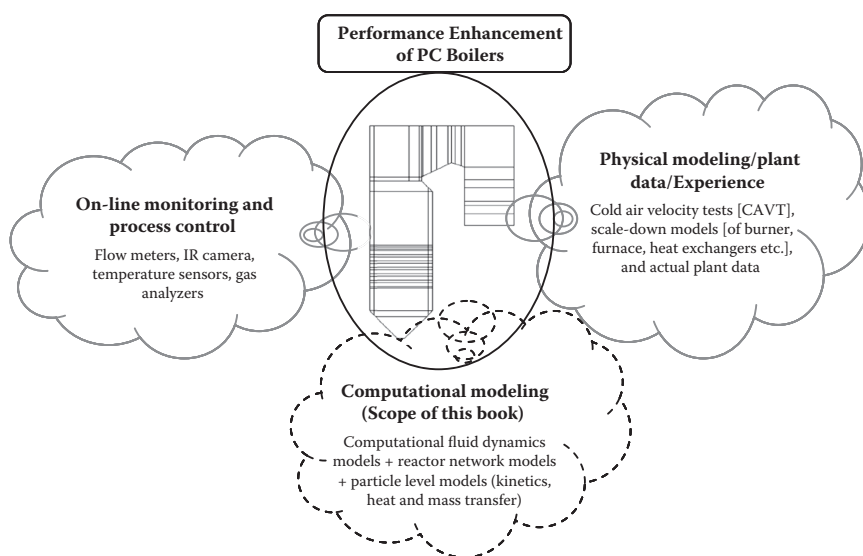 Performance Enhancement
of PC Boilers
On-line monitoring and
process control
Flow meters, IR camera,
temperature sensors, gas
analyzers
Physical modeling/plant
data/Experience
Cold air velocity tests [CAVT],
scale-down models [of burner,
furnace, heat exchangers etc.],
and actual plant data
Computational modeling
(Scope of this book)
Computational fluid dynamics
models + reactor network models
+ particle level models (kinetics,
heat and mass transfer)